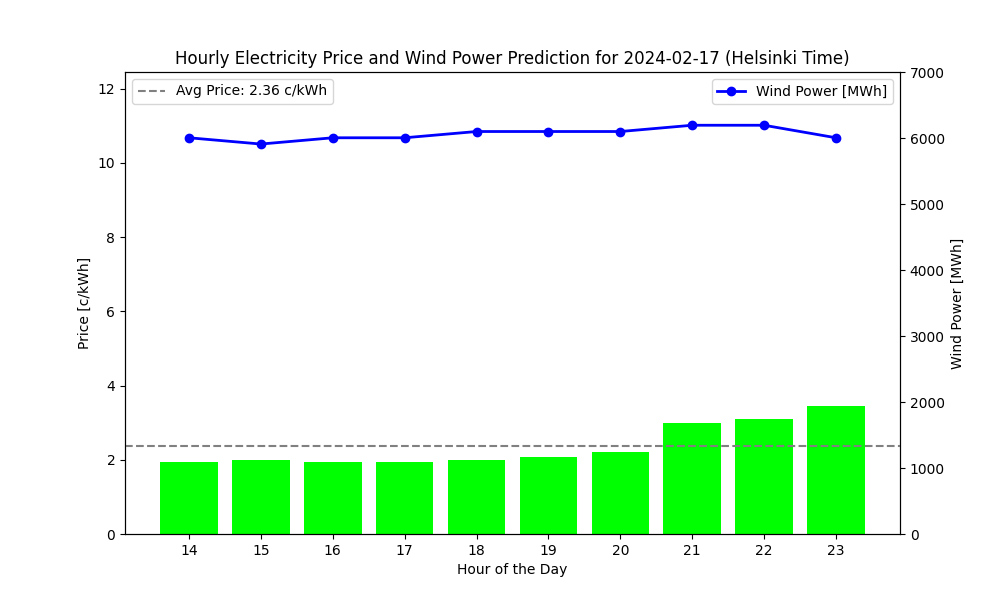 Hourly Electricity Price and Wind Power Prediction for 2024-02-17 (Helsinki Time)
Avg Price: 2.36 c/kWh
Wind Power [MWh]
12
10
8
6
4
2
0
Price [c/kWh]
7000
6000
5000
4000
3000
2000
1000
0
Wind Power [MWh]
14 15 16 17 18 19 20 21 22 23
Hour of the Day